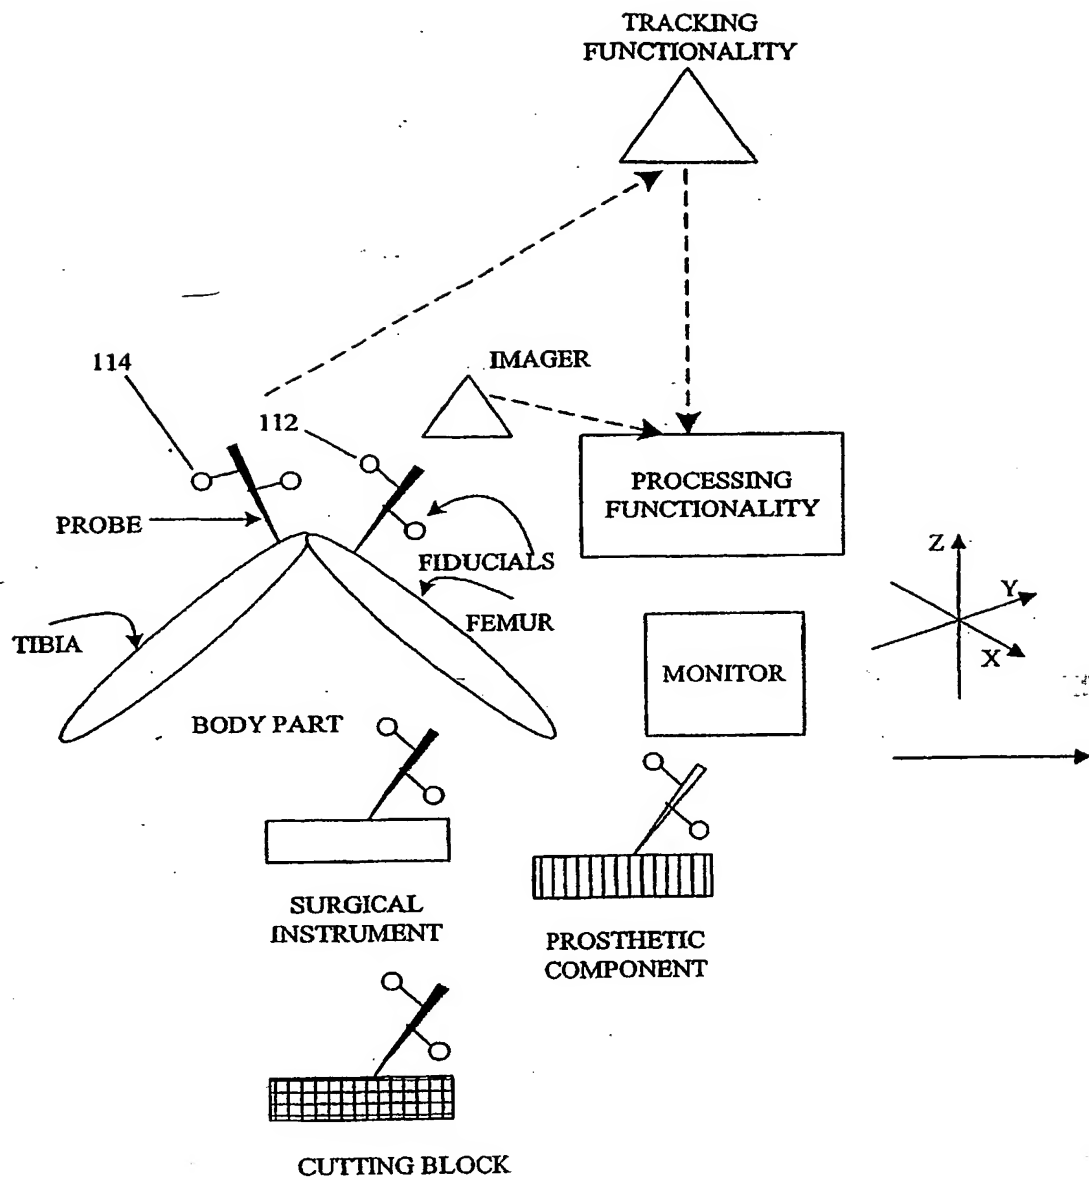 TRACKING
FUNCTIONALITY
114
IMAGER
112
PROCESSING
FUNCTIONALITY
PROBE
FIDUCIALS
Z
Y
X
TIBIA
FEMUR
MONITOR
BODY PART
SURGICAL
INSTRUMENT
PROSTHETIC
COMPONENT
CUTTING BLOCK